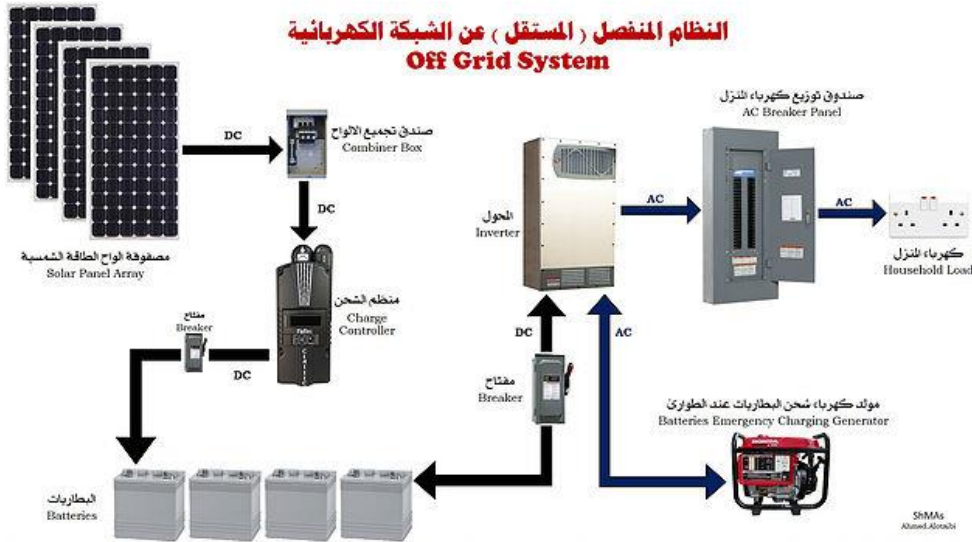 النظام المنفصل ( المستقل ) عن الشبكة الكهربائية
Off Grid System
DC
صندق تجميع الالواح
Combiner Box
صندوق توزيع كهرباء المنزل
AC Breaker Panel
DC
المحول
Inverter
AC
AC
كهرباء المنزل
Household Load
مصفوفة الواح الطاقة الشمسية
Solar Panel Array
منظم الشحن
Charge
Controller
مفتاح
Breaker
DC
DC
AC
مفتاح
Breaker
مولد كهرباء شحن البطاريات عند الطوارئ
Batteries Emergency Charging Generator
HONDA
البطاريات
Batteries
ShMAs
Ahmed.Alotaibi